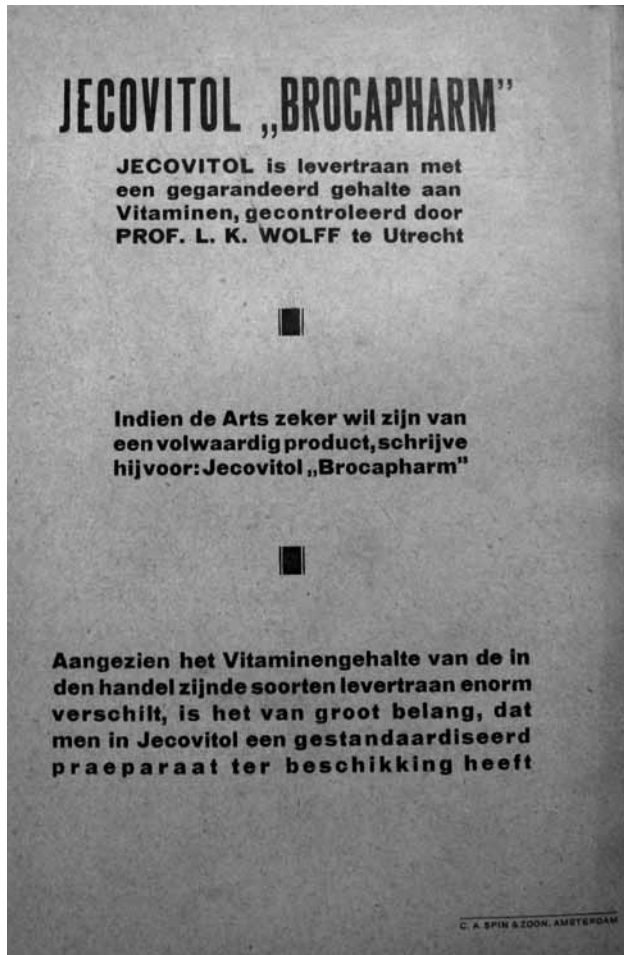 JECOVITOL „BROCAPHARM”
JECOVITOL is levertraan met
een gegarandeerd gehalte aan
Vitaminen, gecontroleerd door
PROF. L. K. WOLFF te Utrecht
Indien de Arts zeker wil zijn van
een volwaardig product, schrijve
hij voor: Jecovitol „Brocapharm”
Aangezien het Vitaminengehalte van de in
den handel zijnde soorten levertraan enorm
verschilt, is het van groot belang, dat
men in Jecovitol een gestandaardiseerd
praeparaat ter beschikking heeft
C. A. SPIN & ZOON, AMSTERDAM